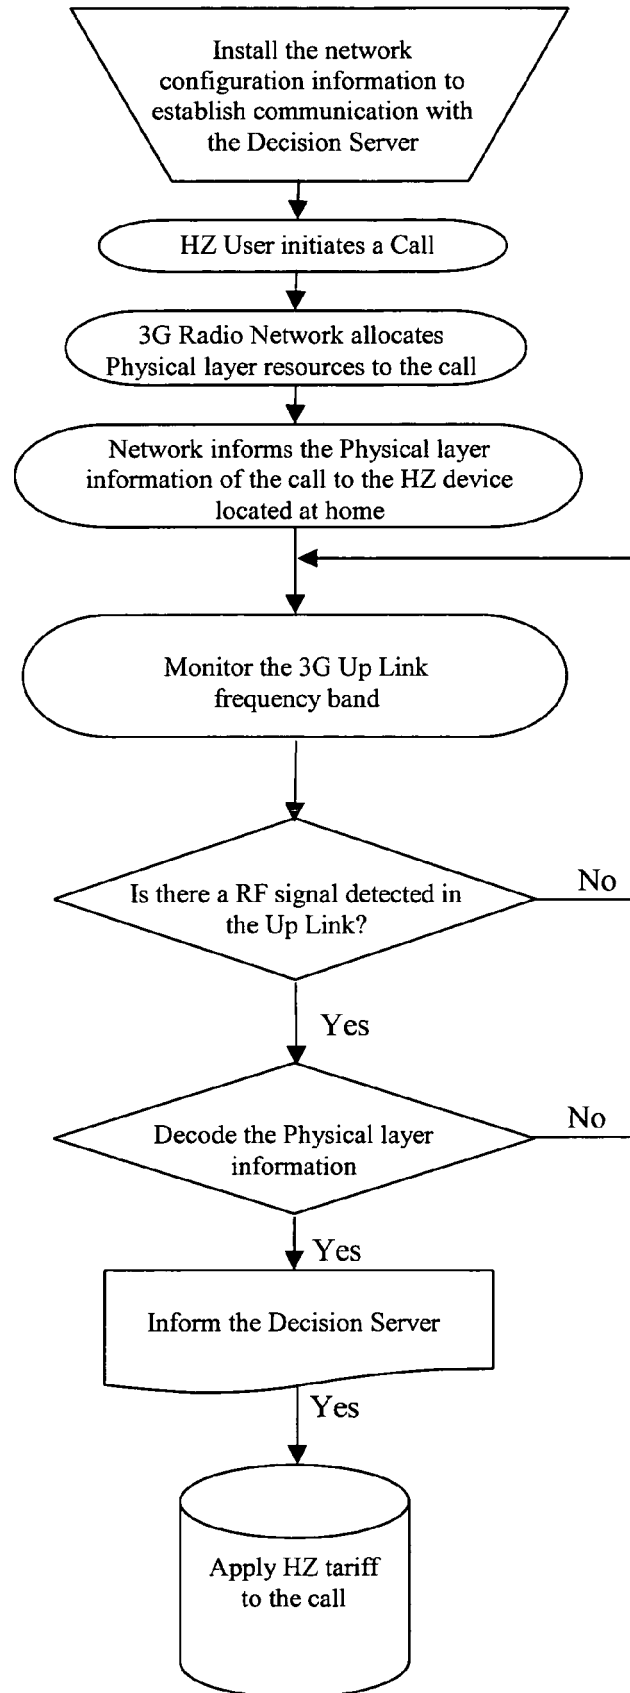 Install the network
configuration information to
establish communication with
the Decision Server
HZ User initiates a Call
3G Radio Network allocates
Physical layer resources to the call
Network informs the Physical layer
information of the call to the HZ device
located at home
Monitor the 3G Up Link
frequency band
Is there a RF signal detected in
the Up Link?
No
Yes
Decode the Physical layer
information
No
Yes
Inform the Decision Server
Yes
Apply HZ tariff
to the call